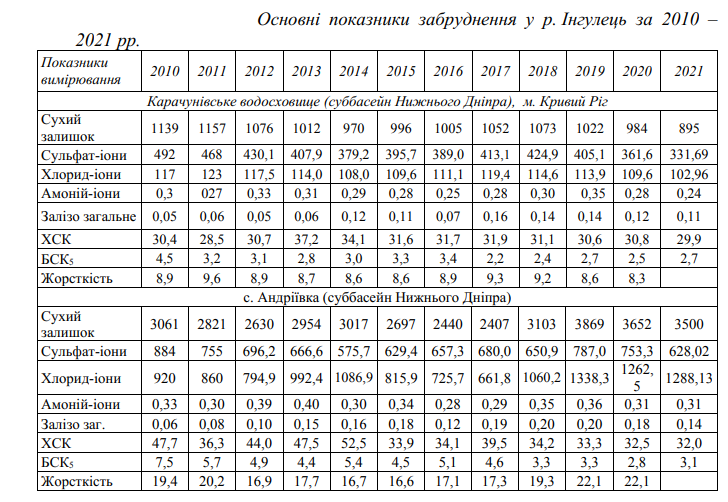 Основні показники забруднення у р. Інгулець за 2010 –
2021 рр.
Показники вимірювання 2010 2011 2012 2013 2014 2015 2016 2017 2018 2019 2020 2021
Карачунівське водосховище (суббасейн Нижнього Дніпра), м. Кривий Ріг
Сухий залишок 1139 1157 1076 1012 970 996 1005 1052 1073 1022 984 895
Сульфат-іони 492 468 430,1 407,9 379,2 395,7 389,0 413,1 424,9 405,1 361,6 331,69
Хлорид-іони 117 123 117,5 114,0 108,0 109,6 111,1 119,4 114,6 113,9 109,6 102,96
Амоній-іони 0,3 027 0,33 0,31 0,29 0,28 0,25 0,28 0,30 0,35 0,28 0,24
Залізо загальне 0,05 0,05 0,05 0,06 0,12 0,11 0,07 0,16 0,14 0,14 0,12 0,11
ХСК 30,4 28,5 30,7 37,2 34,1 31,6 31,7 31,9 31,1 30,6 30,8 29,9
БСК₅ 4,5 3,2 3,1 2,8 3,0 3,3 3,4 2,2 2,4 2,7 2,5 2,7
Жорсткість 8,9 9,6 8,9 8,7 8,6 8,6 8,9 9,3 9,2 8,6 8,3
с. Андріївка (суббасейн Нижнього Дніпра)
Сухий залишок 3061 2821 2630 2954 3017 2697 2440 2407 3103 3869 3652 3500
Сульфат-іони 884 755 696,2 666,6 575,7 629,4 657,3 680,0 650,9 787,0 753,3 628,02
Хлорид-іони 920 860 794,9 992,4 1086,9 815,9 725,7 661,8 1060,2 1338,3 1262,5 1288,13
Амоній-іони 0,33 0,30 0,39 0,40 0,30 0,34 0,28 0,29 0,35 0,36 0,31 0,31
Залізо заг. 0,06 0,08 0,10 0,15 0,16 0,18 0,12 0,19 0,20 0,20 0,18 0,14
ХСК 47,7 36,3 44,0 47,5 52,5 33,9 34,1 39,5 34,2 33,3 32,5 32,0
БСК₅ 7,5 5,7 4,9 4,4 5,4 4,5 5,1 4,6 3,3 3,3 2,8 3,1
Жорсткість 19,4 20,2 16,9 17,7 16,7 16,6 17,1 17,3 19,3 22,1 22,1